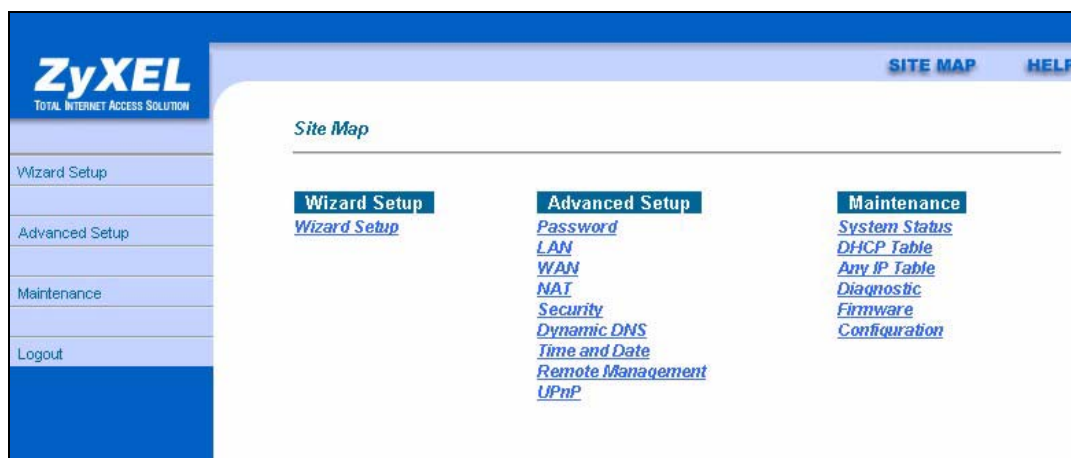 ZyXEL
TOTAL INTERNET ACCESS SOLUTION
SITE MAP
HELP
Wizard Setup
Advanced Setup
Maintenance
Logout
Site Map
Wizard Setup
Wizard Setup
Advanced Setup
Password
LAN
WAN
NAT
Security
Dynamic DNS
Time and Date
Remote Management
UPnP
Maintenance
System Status
DHCP Table
Any IP Table
Diagnostic
Firmware
Configuration